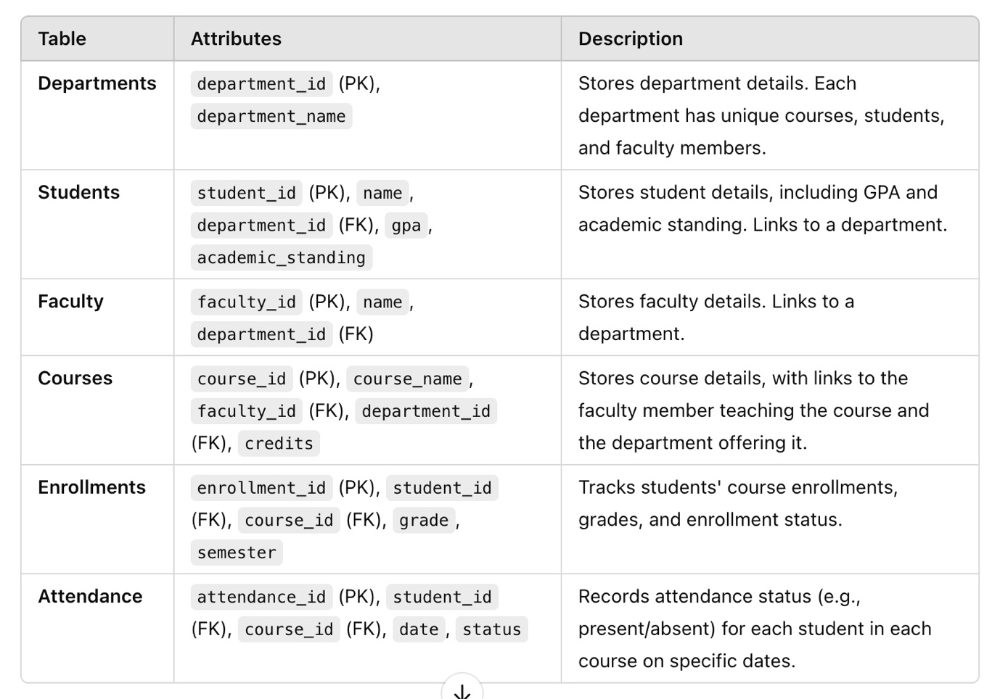 Table Attributes Description
Departments department_id (PK), Stores department details. Each
department_name department has unique courses, students,
and faculty members.
Students student_id (PK), name, Stores student details, including GPA and
department_id (FK), gpa, academic standing. Links to a department.
academic_standing
Faculty faculty_id (PK), name, Stores faculty details. Links to a
department_id (FK) department.
Courses course_id (PK), course_name, Stores course details, with links to the
faculty_id (FK), department_id faculty member teaching the course and
(FK), credits the department offering it.
Enrollments enrollment_id (PK), student_id Tracks students' course enrollments,
(FK), course_id (FK), grade, grades, and enrollment status.
semester
Attendance attendance_id (PK), student_id Records attendance status (e.g.,
(FK), course_id (FK), date, status present/absent) for each student in each
course on specific dates.